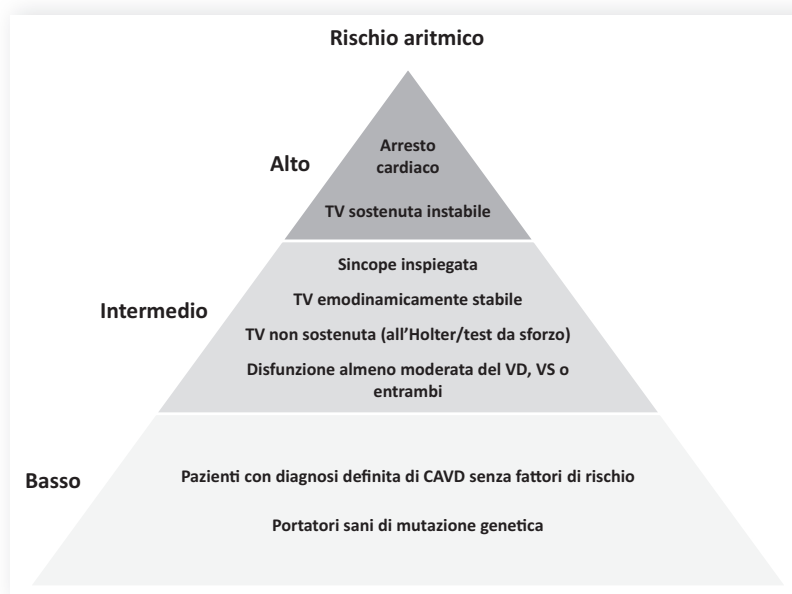 Rischio aritmico
Alto
Arresto
cardiaco
TV sostenuta instabile
Intermedio
Sincope inspiegata
TV emodinamicamente stabile
TV non sostenuta (all'Holter/test da sforzo)
Disfunzione almeno moderata del VD, VS o
entrambi
Basso
Pazienti con diagnosi definita di CAVD senza fattori di rischio
Portatori sani di mutazione genetica